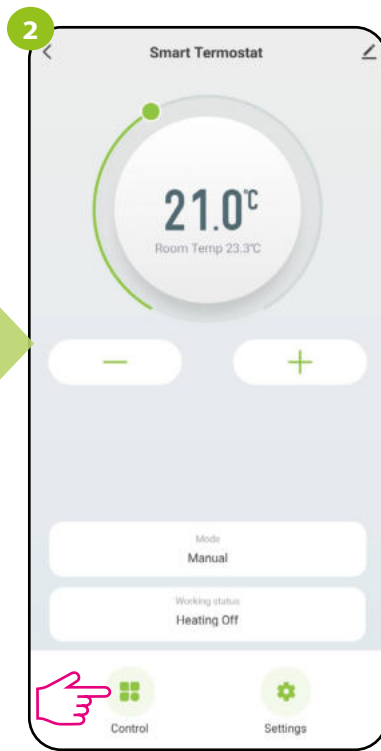 2
Smart Termostat
21.0℃
Room Temp 23.3℃
Mode
Manual
Working status
Heating Off
Control
Settings